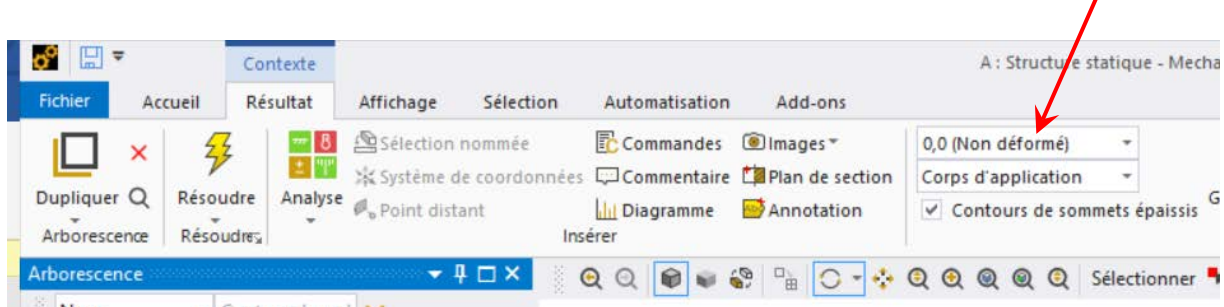 Contexte
A : Structure statique - Mecha
Fichier Accueil Résultat Affichage Sélection Automatisation Add-ons
Sélection nommée Commandes Images 0,0 (Non déformé)
Système de coordonnées Commentaire Plan de section Corps d'application
Dupliquer Résoudre Analyse Point distant Diagramme Annotation Contours de sommets épaissis G
Arborescence Résoudre Insérer
Arborescence Sélectionner